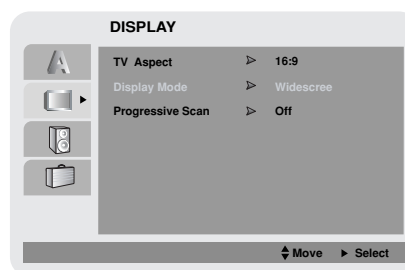 DISPLAY
A
TV Aspect 16:9
Display Mode Widescree
Progressive Scan Off
Move Select